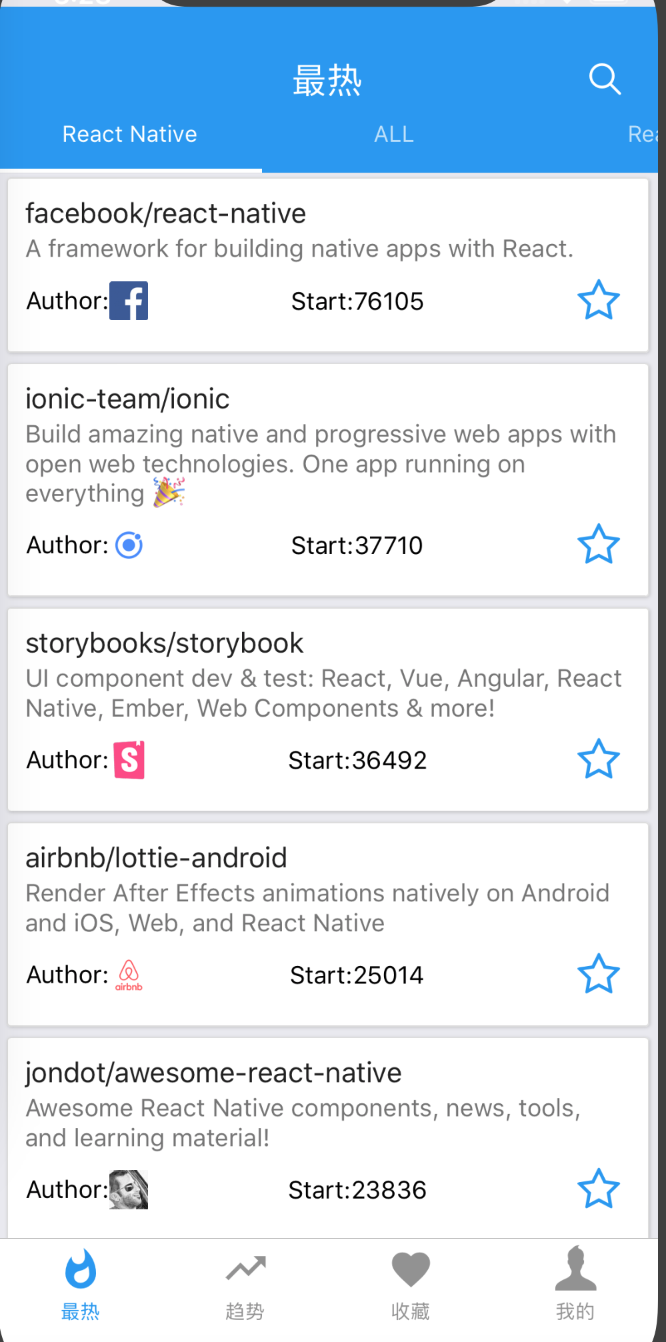 最热
React Native
ALL
facebook/react-native
A framework for building native apps with React.
Author:
Start:76105
ionic-team/ionic
Build amazing native and progressive web apps with
open web technologies. One app running on
everything 🎉
Author:
Start:37710
storybooks/storybook
UI component dev & test: React, Vue, Angular, React
Native, Ember, Web Components & more!
Author:
S
Start:36492
airbnb/lottie-android
Render After Effects animations natively on Android
and iOS, Web, and React Native
Author:
airbnb
Start:25014
jondot/awesome-react-native
Awesome React Native components, news, tools,
and learning material!
Author:
Start:23836
最热
趋势
收藏
我的